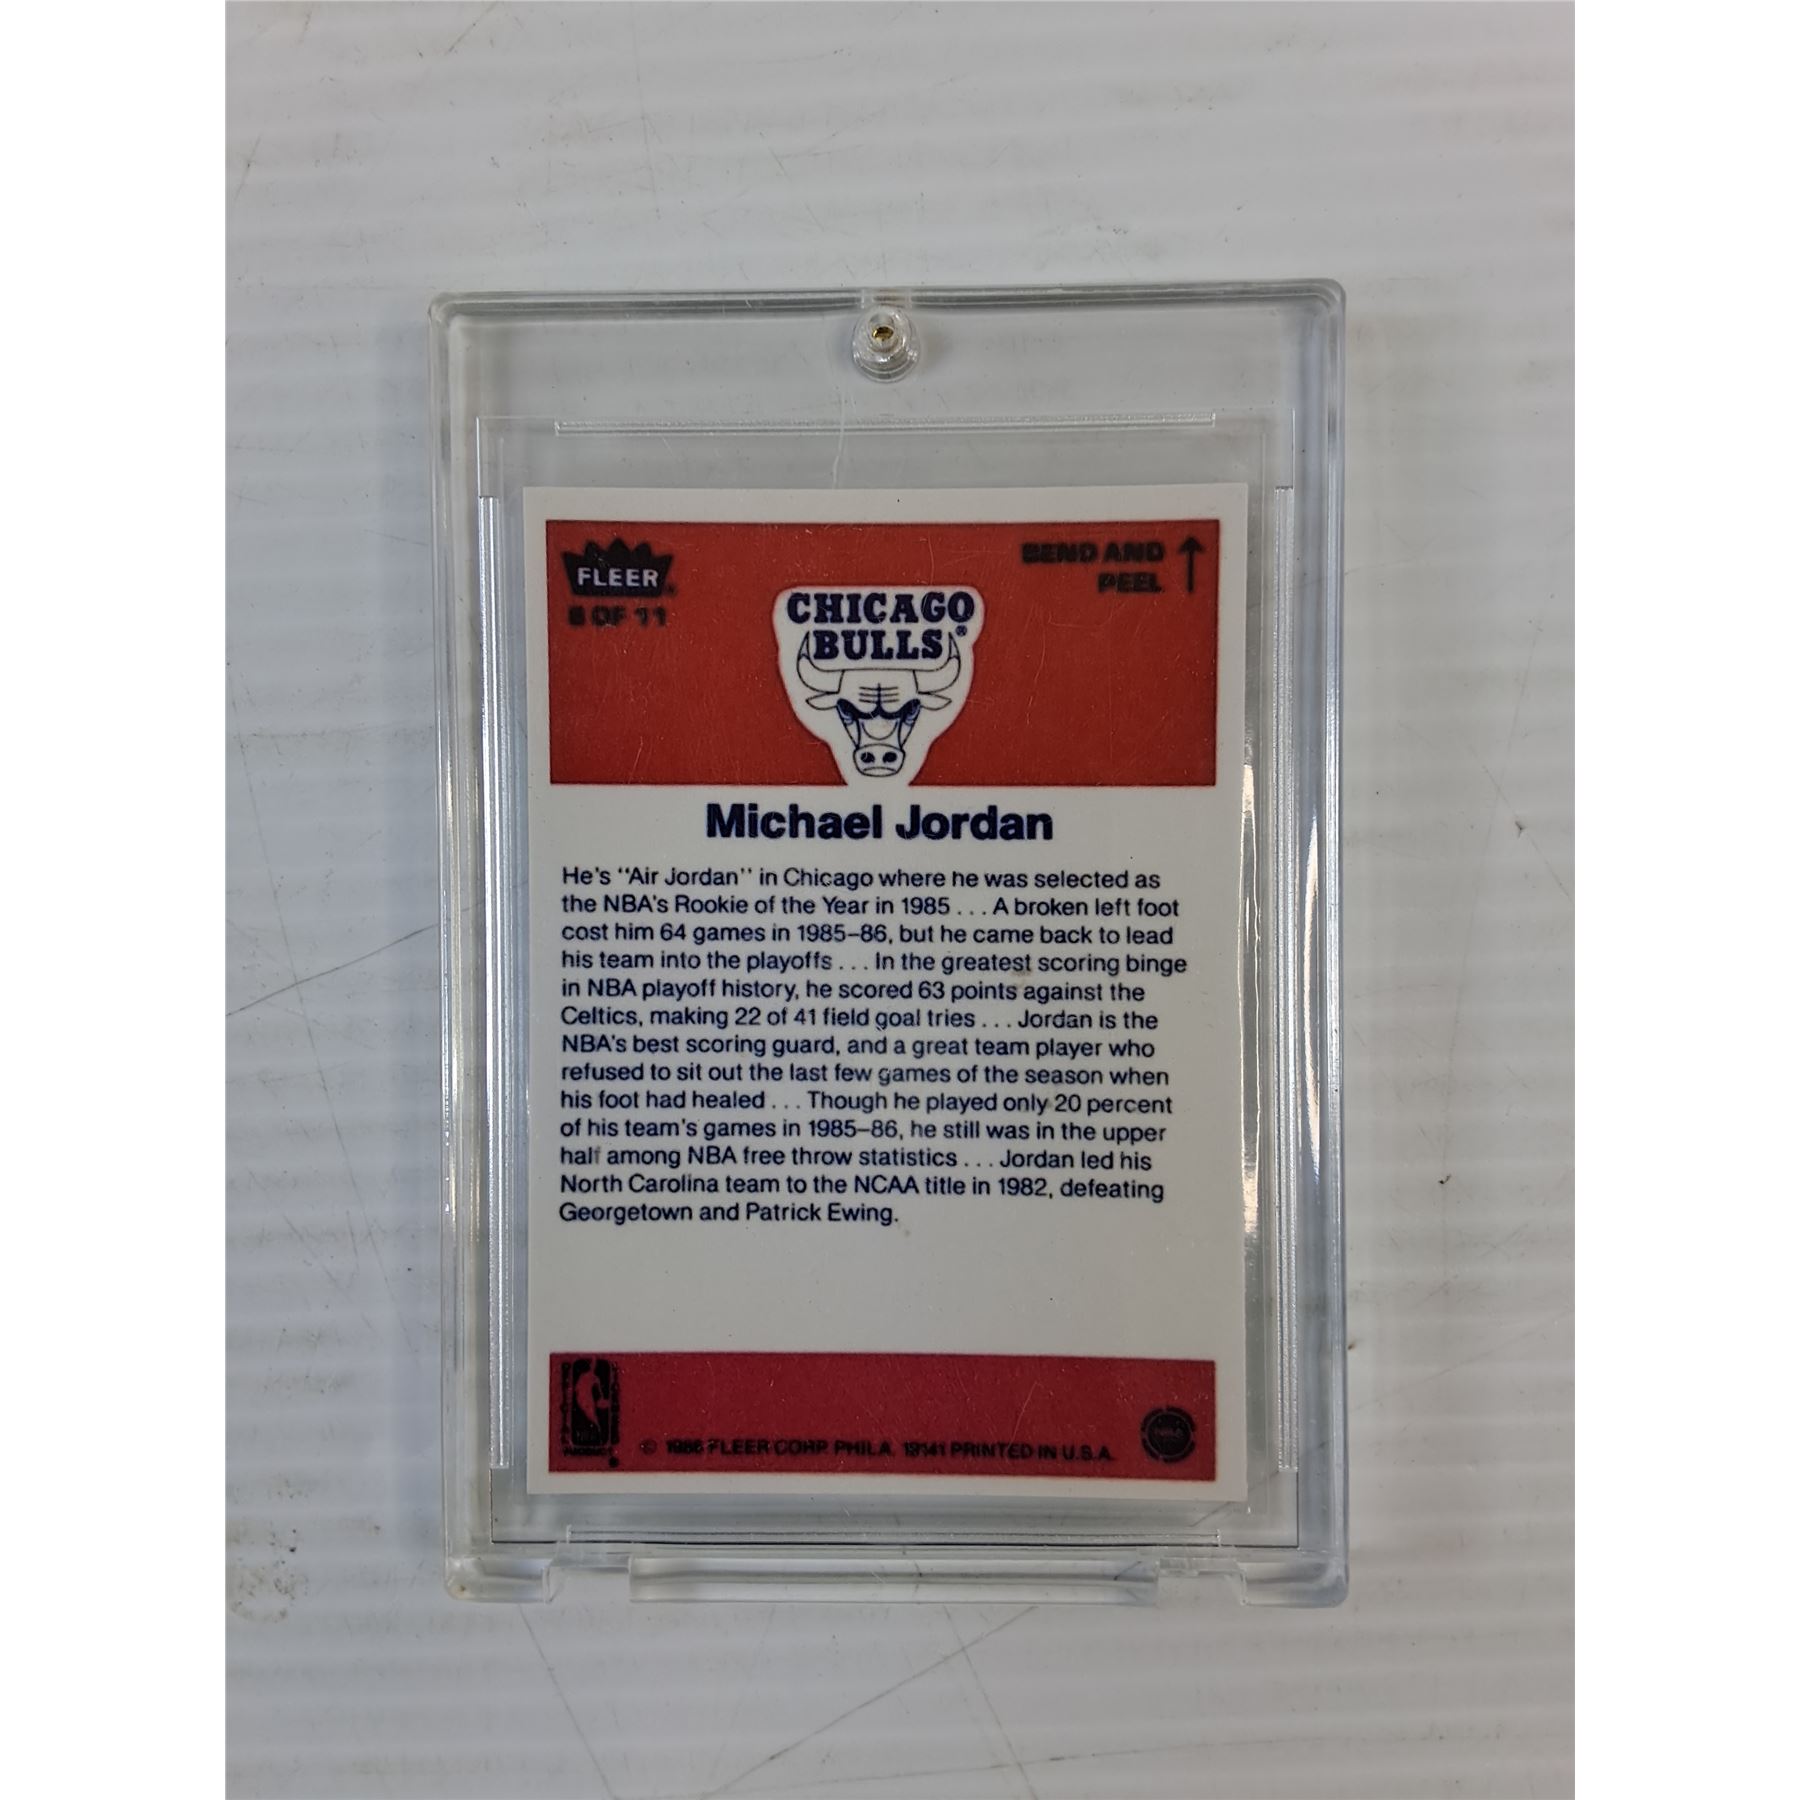 FLEER
8 OF 11
BEND AND
PEEL
CHICAGO
BULLS®
Michael Jordan
He's "Air Jordan" in Chicago where he was selected as
the NBA's Rookie of the Year in 1985 . . . A broken left foot
cost him 64 games in 1985–86, but he came back to lead
his team into the playoffs . . . In the greatest scoring binge
in NBA playoff history, he scored 63 points against the
Celtics, making 22 of 41 field goal tries . . . Jordan is the
NBA's best scoring guard, and a great team player who
refused to sit out the last few games of the season when
his foot had healed . . . Though he played only 20 percent
of his team's games in 1985–86, he still was in the upper
half among NBA free throw statistics . . . Jordan led his
North Carolina team to the NCAA title in 1982, defeating
Georgetown and Patrick Ewing.
© 1986 FLEER CORP. PHILA. 19141 PRINTED IN U.S.A.